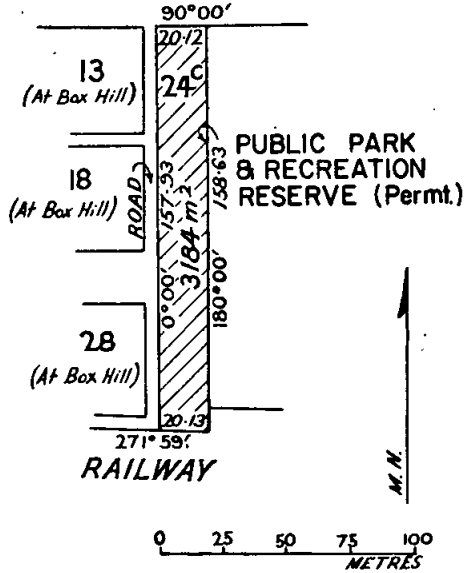 90°00'
20·12
13
(At Box Hill)
24C
PUBLIC PARK
& RECREATION
RESERVE (Permt.)
158·63
18
(At Box Hill)
ROAD
157·93
3184 m²
0°00'
180°00'
28
(At Box Hill)
20·13
271°59'
RAILWAY
M.N.
0 25 50 75 100
METRES